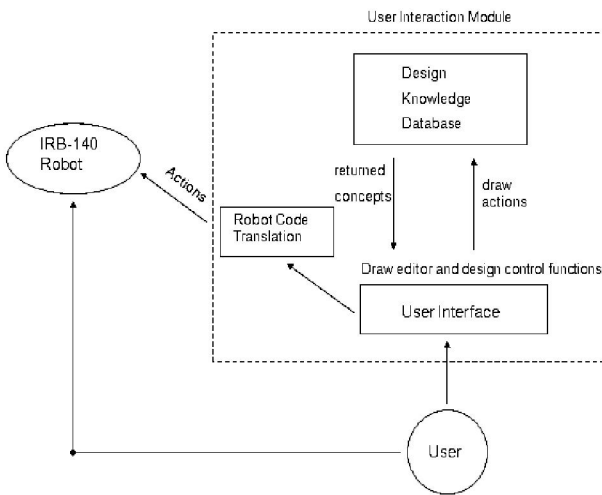 User Interaction Module
Design
Knowledge
Database
IRB-140
Robot
Actions
returned
concepts
draw
actions
Robot Code
Translation
Draw editor and design control functions
User Interface
User